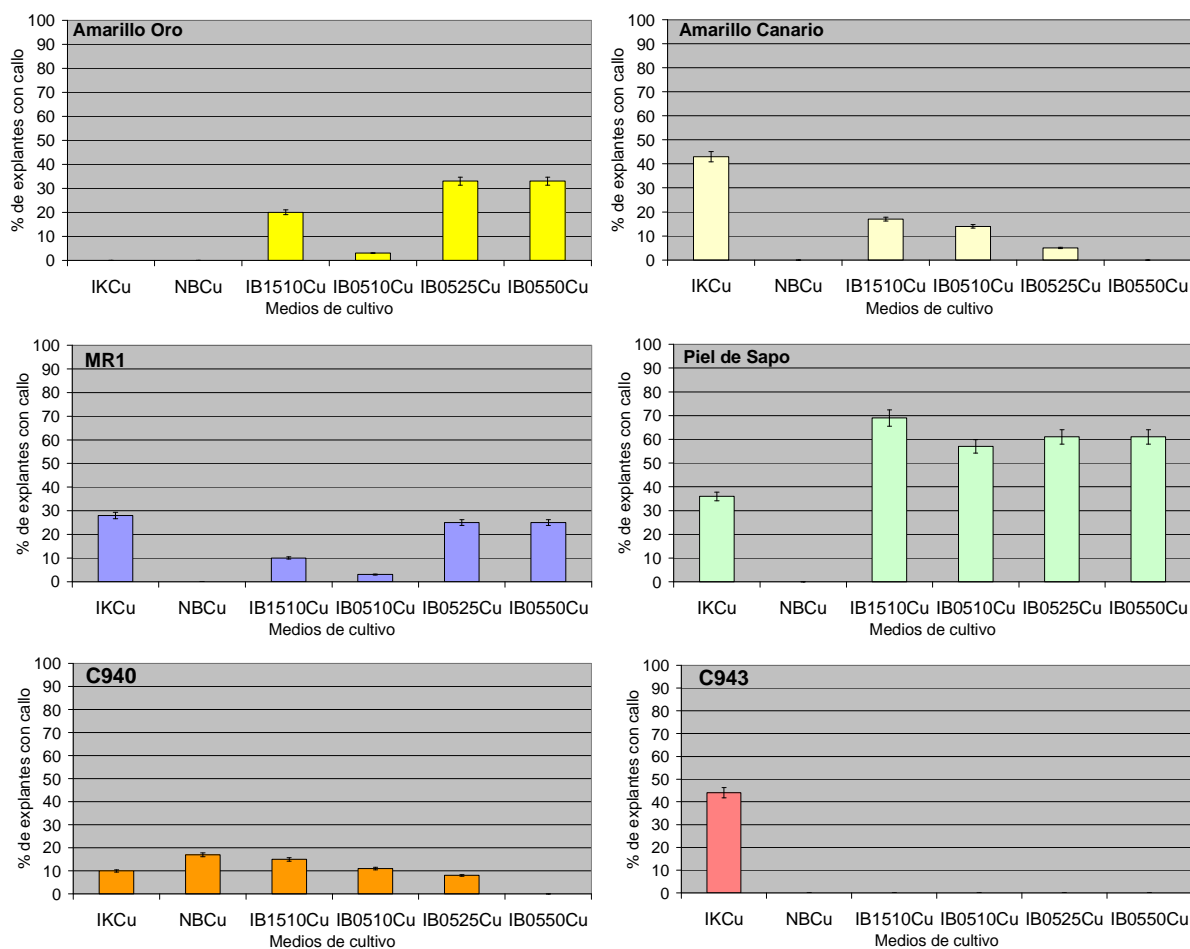 Amarillo Oro
% de explantes con callo
100
90
80
70
60
50
40
30
20
10
0
IKCu NBCu IB1510Cu IB0510Cu IB0525Cu IB0550Cu
Medios de cultivo
Amarillo Canario
% de explantes con callo
100
90
80
70
60
50
40
30
20
10
0
IKCu NBCu IB1510Cu IB0510Cu IB0525Cu IB0550Cu
Medios de cultivo
MR1
% de explantes con callo
100
90
80
70
60
50
40
30
20
10
0
IKCu NBCu IB1510Cu IB0510Cu IB0525Cu IB0550Cu
Medios de cultivo
Piel de Sapo
% de explantes con callo
100
90
80
70
60
50
40
30
20
10
0
IKCu NBCu IB1510Cu IB0510Cu IB0525Cu IB0550Cu
Medios de cultivo
C940
% de explantes con callo
100
90
80
70
60
50
40
30
20
10
0
IKCu NBCu IB1510Cu IB0510Cu IB0525Cu IB0550Cu
Medios de cultivo
C943
% de explantes con callo
100
90
80
70
60
50
40
30
20
10
0
IKCu NBCu IB1510Cu IB0510Cu IB0525Cu IB0550Cu
Medios de cultivo